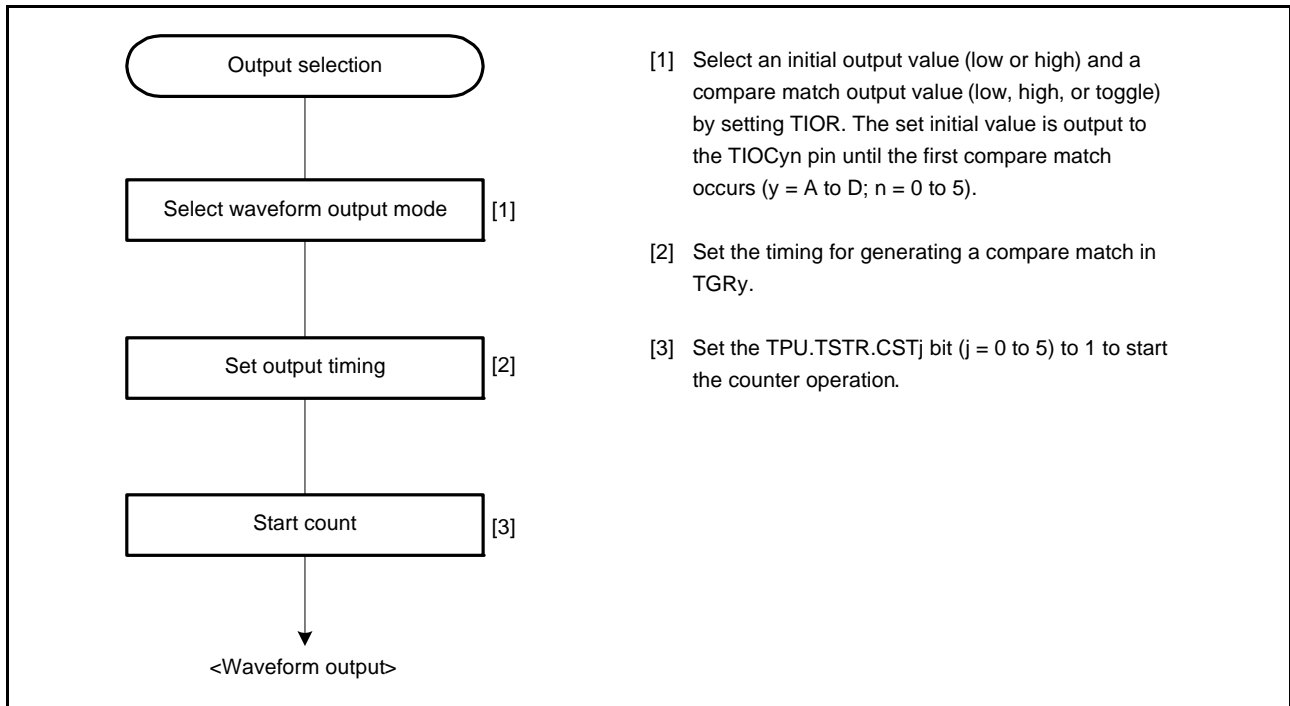 Output selection
Select waveform output mode [1]
Set output timing [2]
Start count [3]
<Waveform output>
[1] Select an initial output value (low or high) and a
compare match output value (low, high, or toggle)
by setting TIOR. The set initial value is output to
the TIOCyn pin until the first compare match
occurs (y = A to D; n = 0 to 5).
[2] Set the timing for generating a compare match in
TGRy.
[3] Set the TPU.TSTR.CSTj bit (j = 0 to 5) to 1 to start
the counter operation.